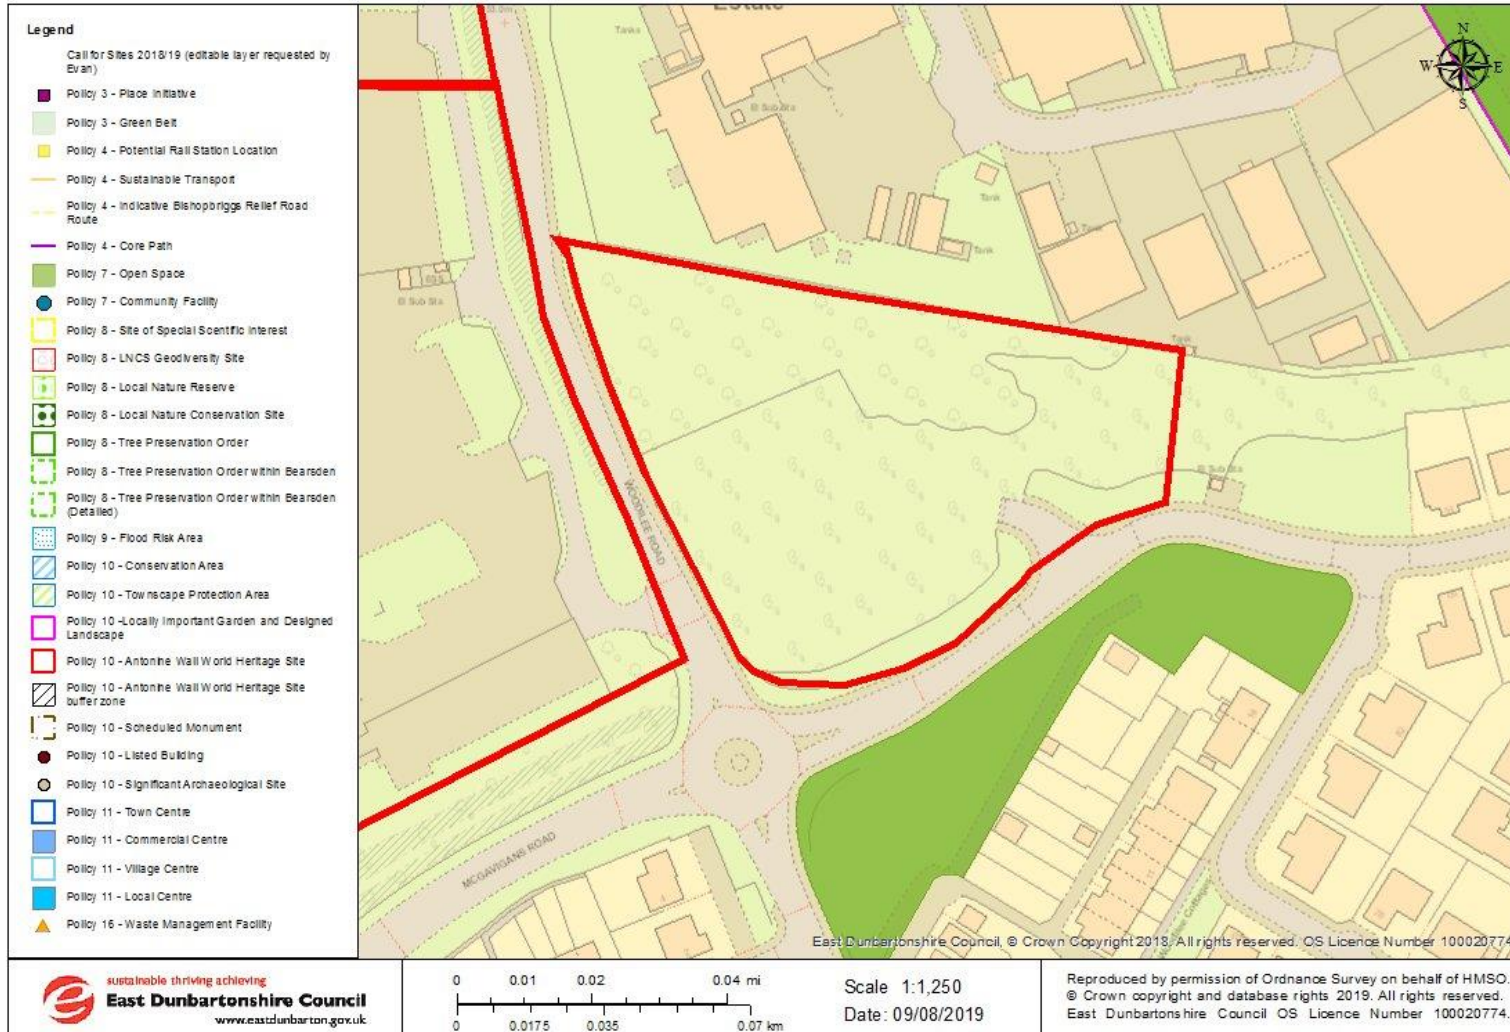 Legend
Call for Sites 2018/19 (editable layer requested by
Evan)
Policy 3 - Place Initiative
Policy 3 - Green Belt
Policy 4 - Potential Rail Station Location
Policy 4 - Sustainable Transport
Policy 4 - Indicative Bishopbriggs Relief Road
Route
Policy 4 - Core Path
Policy 7 - Open Space
Policy 7 - Community Facility
Policy 8 - Site of Special Scientific Interest
Policy 8 - LNCS Geodiversity Site
Policy 8 - Local Nature Reserve
Policy 8 - Local Nature Conservation Site
Policy 8 - Tree Preservation Order
Policy 8 - Tree Preservation Order within Bearsden
Policy 8 - Tree Preservation Order within Bearsden
(Detailed)
Policy 9 - Flood Risk Area
Policy 10 - Conservation Area
Policy 10 - Townscape Protection Area
Policy 10 -Locally Important Garden and Designed
Landscape
Policy 10 - Antonine Wall World Heritage Site
Policy 10 - Antonine Wall World Heritage Site
buffer zone
Policy 10 - Scheduled Monument
Policy 10 - Listed Building
Policy 10 - Significant Archaeological Site
Policy 11 - Town Centre
Policy 11 - Commercial Centre
Policy 11 - Village Centre
Policy 11 - Local Centre
Policy 16 - Waste Management Facility
Estate
Tanks
N
W E
S
El Sub Sta
Tank
Tank
Tank
El Sub Sta
Tank
El Sub Sta
WOODILEE ROAD
MCGAVIGANS ROAD
East Dunbartonshire Council, © Crown Copyright 2018. All rights reserved. OS Licence Number 100020774
sustainable thriving achieving
East Dunbartonshire Council
www.eastdunbarton.gov.uk
0 0.01 0.02 0.04 mi
0 0.0175 0.035 0.07 km
Scale 1:1,250
Date: 09/08/2019
Reproduced by permission of Ordnance Survey on behalf of HMSO.
© Crown copyright and database rights 2019. All rights reserved.
East Dunbartonshire Council OS Licence Number 100020774.